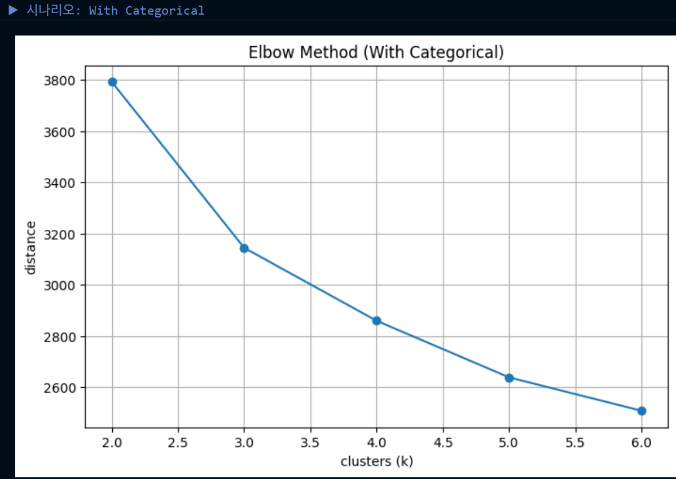 ▶ 시나리오: With Categorical
Elbow Method (With Categorical)
3800
3600
3400
3200
3000
2800
2600
distance
2.0 2.5 3.0 3.5 4.0 4.5 5.0 5.5 6.0
clusters (k)